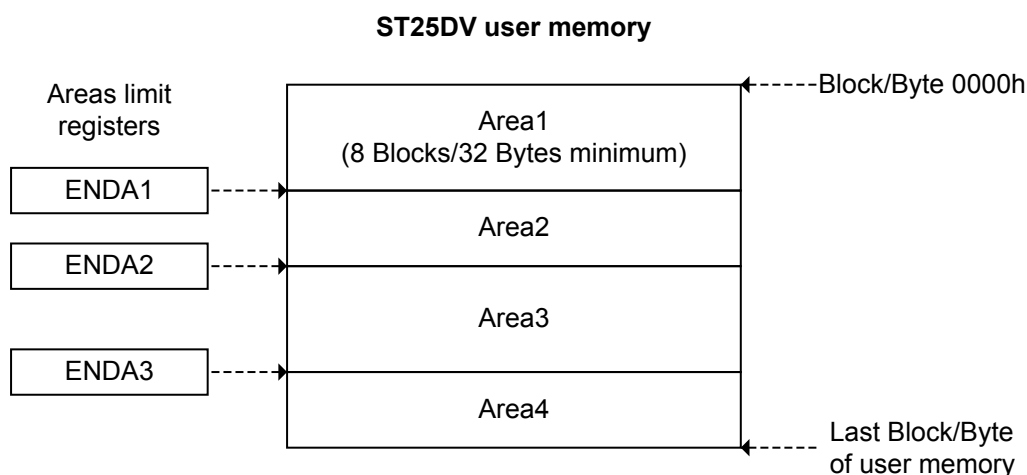 ST25DV user memory
Areas limit
registers
Block/Byte 0000h
Area1
(8 Blocks/32 Bytes minimum)
ENDA1
Area2
ENDA2
Area3
ENDA3
Area4
Last Block/Byte
of user memory